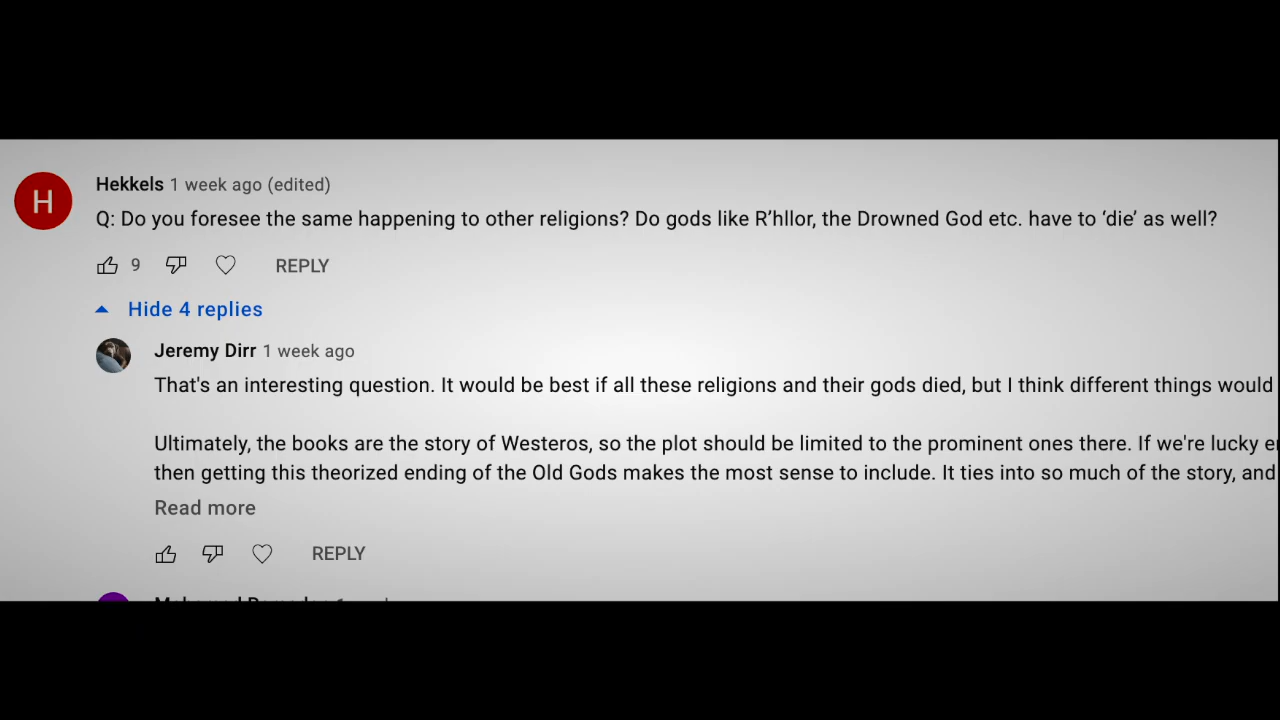 H
Hekkels 1 week ago (edited)
Q: Do you foresee the same happening to other religions? Do gods like R’hllor, the Drowned God etc. have to ‘die’ as well?
9 REPLY
Hide 4 replies
Jeremy Dirr 1 week ago
That's an interesting question. It would be best if all these religions and their gods died, but I think different things would
Ultimately, the books are the story of Westeros, so the plot should be limited to the prominent ones there. If we're lucky
then getting this theorized ending of the Old Gods makes the most sense to include. It ties into so much of the story, and
Read more
REPLY